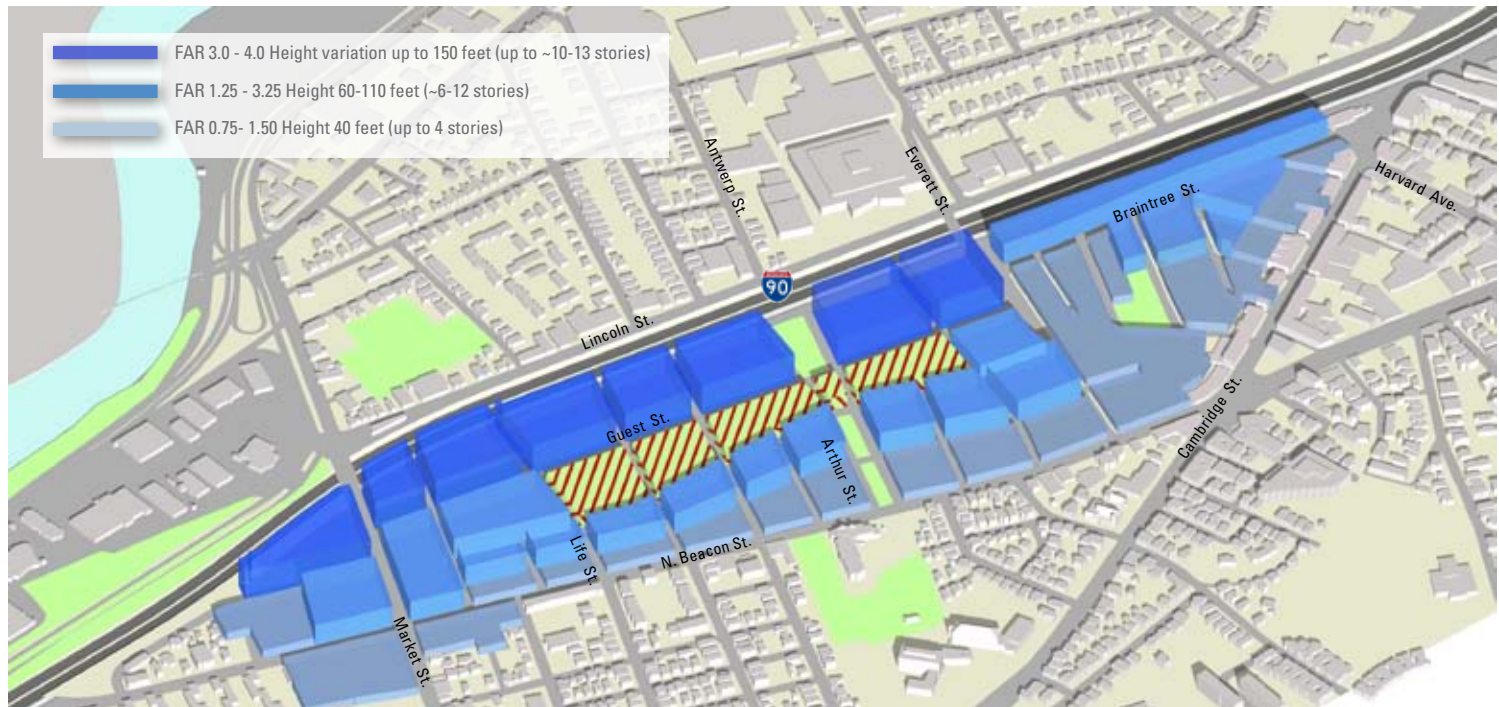 FAR 3.0 - 4.0 Height variation up to 150 feet (up to ~10-13 stories)
FAR 1.25 - 3.25 Height 60-110 feet (~6-12 stories)
FAR 0.75- 1.50 Height 40 feet (up to 4 stories)
Antwerp St.
Everett St.
Harvard Ave.
Braintree St.
90
Lincoln St.
Guest St.
Cambridge St.
Arthur St.
Life St.
N. Beacon St.
Market St.